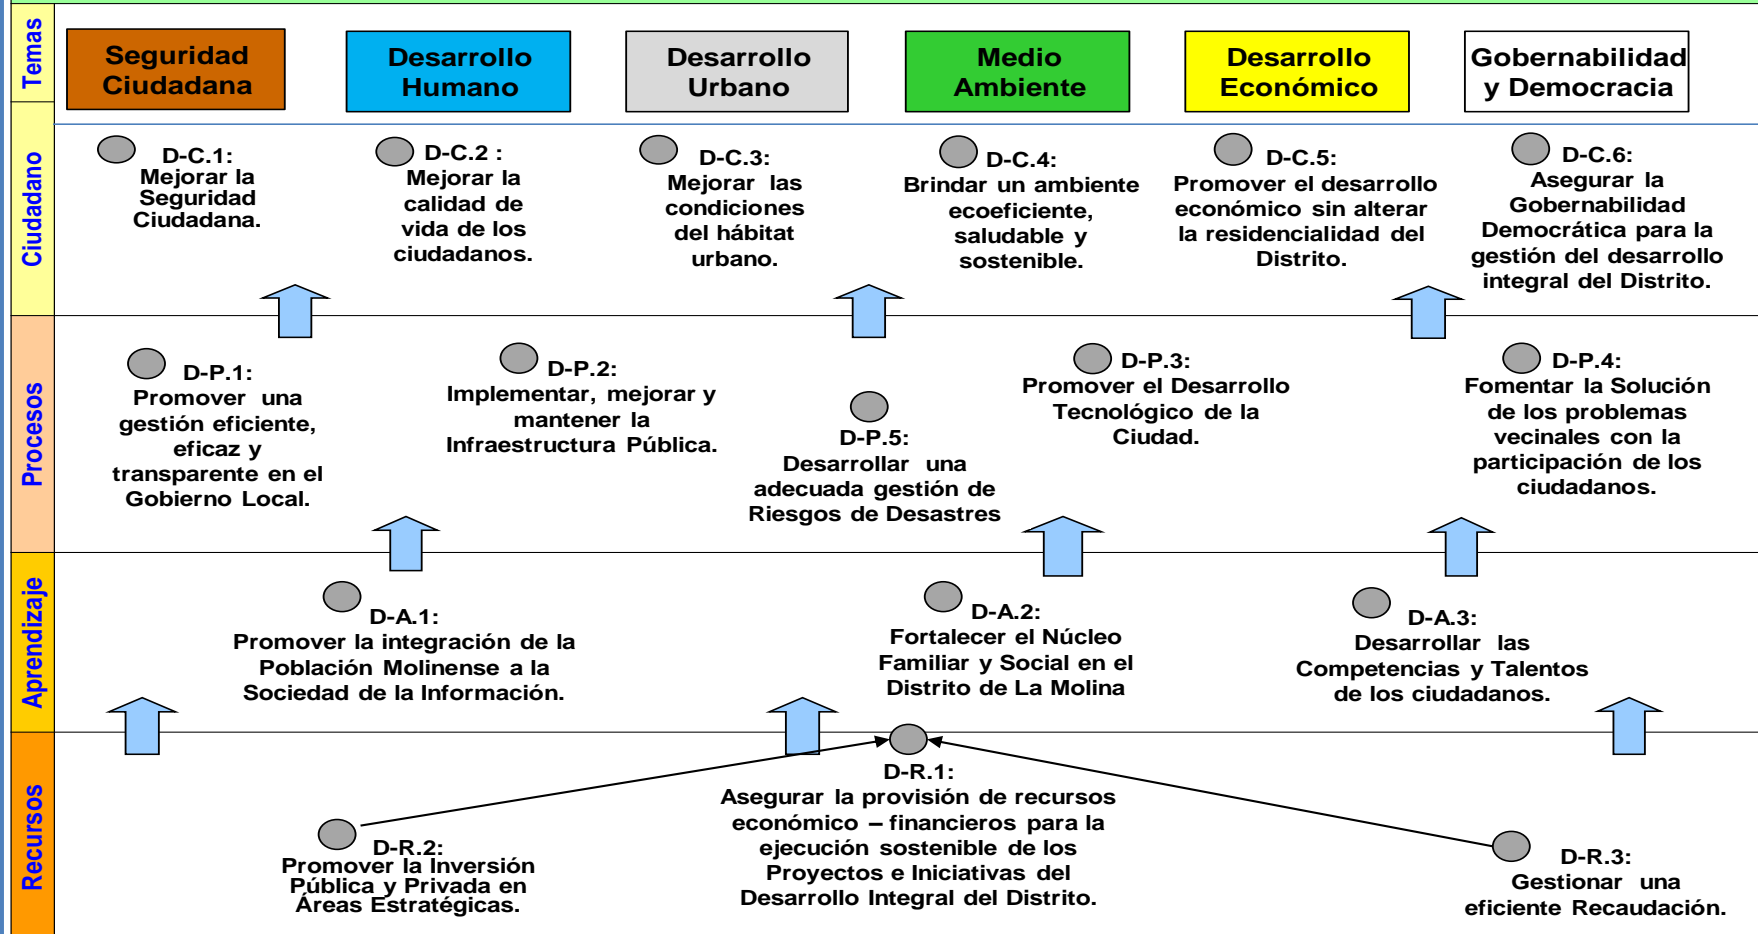 Temas
Seguridad
Ciudadana
Desarrollo
Humano
Desarrollo
Urbano
Medio
Ambiente
Desarrollo
Económico
Gobernabilidad
y Democracia
Ciudadano
D-C.1:
Mejorar la
Seguridad
Ciudadana.
D-C.2 :
Mejorar la
calidad de
vida de los
ciudadanos.
D-C.3:
Mejorar las
condiciones
del hábitat
urbano.
D-C.4:
Brindar un ambiente
ecoeficiente,
saludable y
sostenible.
D-C.5:
Promover el desarrollo
económico sin alterar
la residencialidad del
Distrito.
D-C.6:
Asegurar la
Gobernabilidad
Democrática para la
gestión del desarrollo
integral del Distrito.
Procesos
D-P.1:
Promover una
gestión eficiente,
eficaz y
transparente en el
Gobierno Local.
D-P.2:
Implementar, mejorar y
mantener la
Infraestructura Pública.
D-P.5:
Desarrollar una
adecuada gestión de
Riesgos de Desastres
D-P.3:
Promover el Desarrollo
Tecnológico de la
Ciudad.
D-P.4:
Fomentar la Solución
de los problemas
vecinales con la
participación de los
ciudadanos.
Aprendizaje
D-A.1:
Promover la integración de la
Población Molinense a la
Sociedad de la Información.
D-A.2:
Fortalecer el Núcleo
Familiar y Social en el
Distrito de La Molina
D-A.3:
Desarrollar las
Competencias y Talentos
de los ciudadanos.
Recursos
D-R.2:
Promover la Inversión
Pública y Privada en
Áreas Estratégicas.
D-R.1:
Asegurar la provisión de recursos
económico – financieros para la
ejecución sostenible de los
Proyectos e Iniciativas del
Desarrollo Integral del Distrito.
D-R.3:
Gestionar una
eficiente Recaudación.